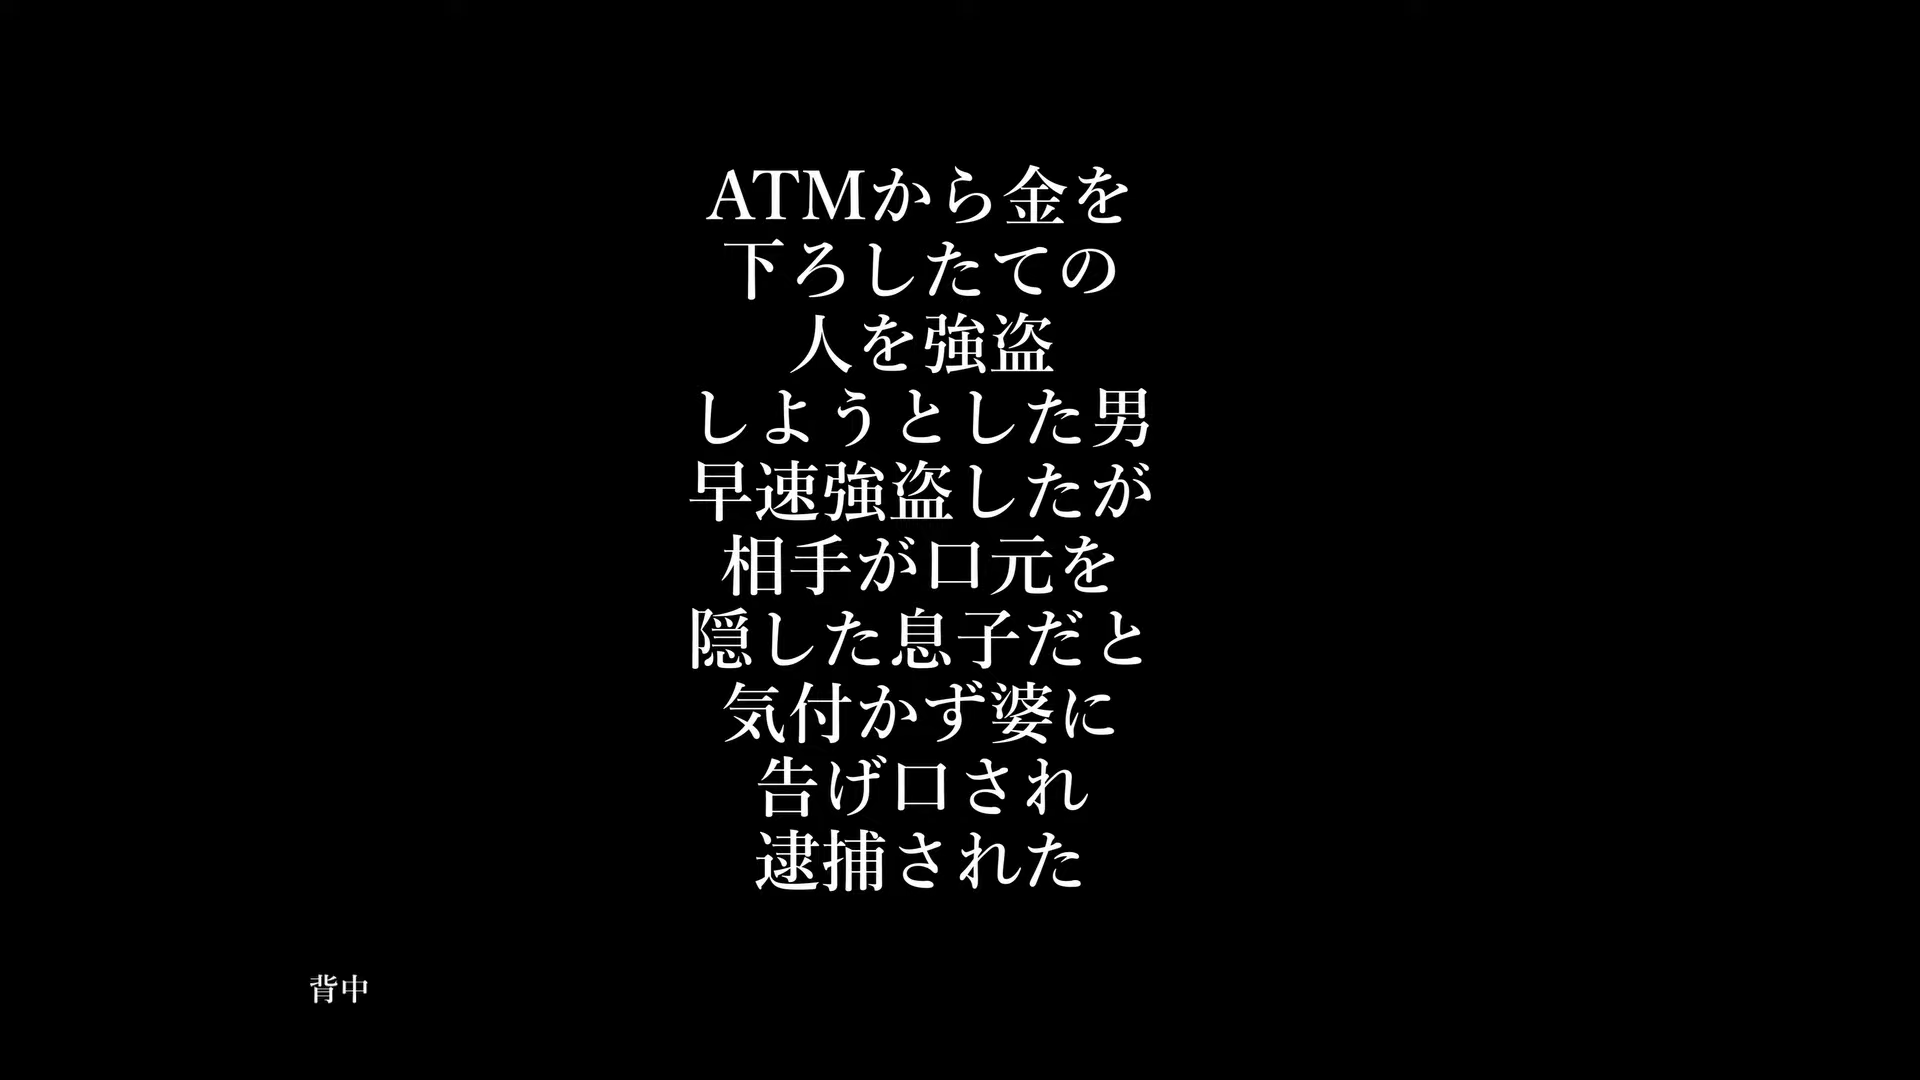 ATMから金を
下ろしたての
人を強盗
しようとした男
早速強盗したが
相手が口元を
隠した息子だと
気付かず婆に
告げ口され
逮捕された
背中